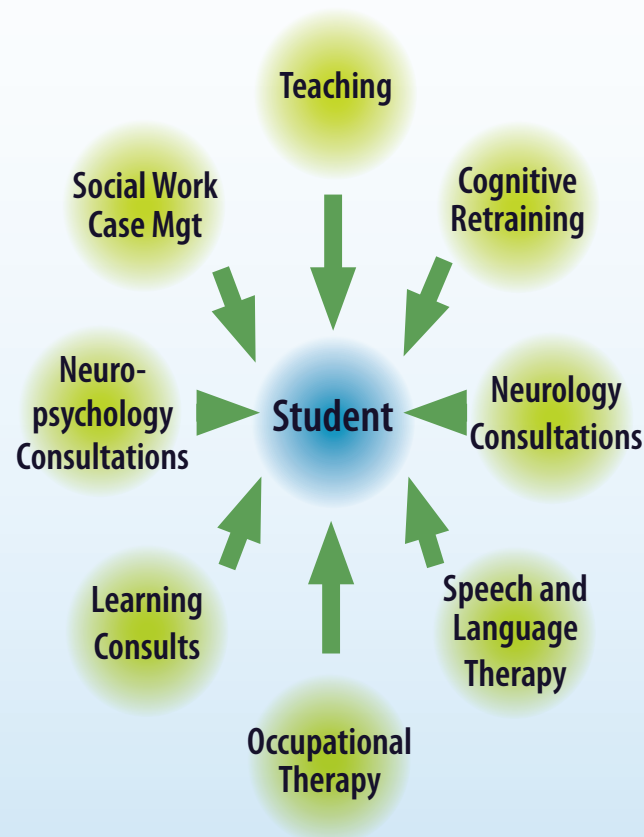 Teaching
Social Work
Case Mgt
Cognitive
Retraining
Neuro-
psychology
Consultations
Student
Neurology
Consultations
Learning
Consults
Speech and
Language
Therapy
Occupational
Therapy